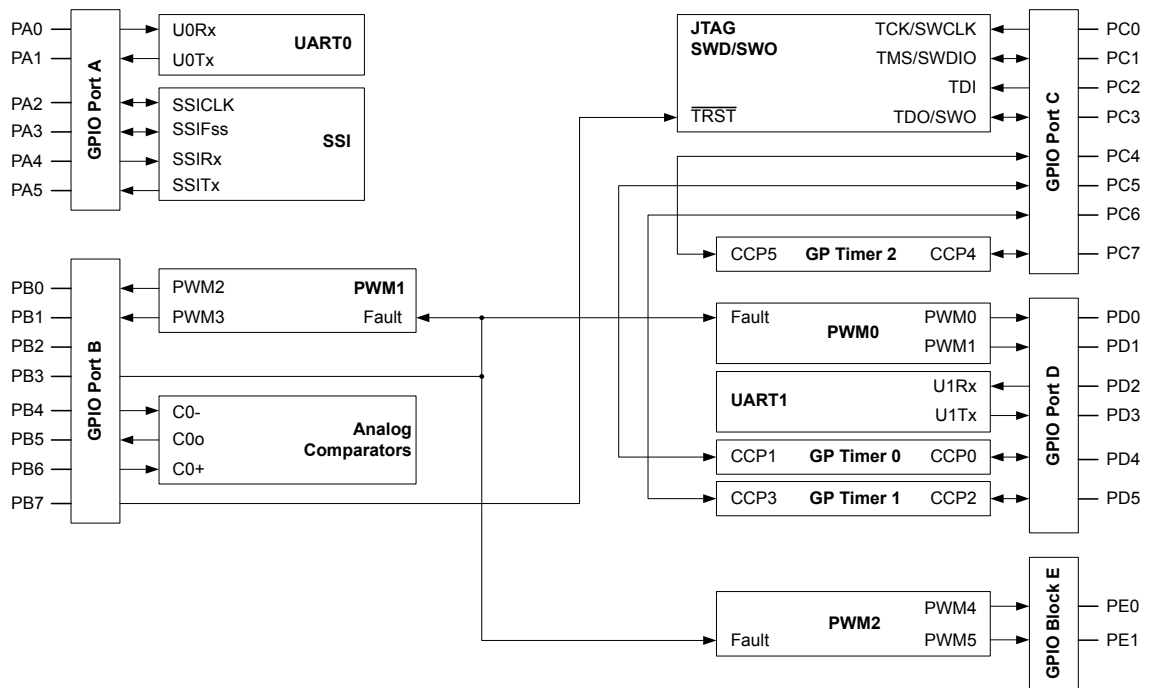 PA0
PA1
PA2
PA3
PA4
PA5
GPIO Port A
U0Rx
U0Tx
UART0
SSICLK
SSIFss
SSIRx
SSITx
SSI
JTAG
SWD/SWO
TRST
TCK/SWCLK
TMS/SWDIO
TDI
TDO/SWO
GPIO Port C
PC0
PC1
PC2
PC3
PC4
PC5
PC6
PC7
CCP5 GP Timer 2 CCP4
PB0
PB1
PB2
PB3
PB4
PB5
PB6
PB7
GPIO Port B
PWM2
PWM3
PWM1
Fault
C0-
C0o
C0+
Analog
Comparators
Fault
PWM0
PWM0
PWM1
UART1
U1Rx
U1Tx
CCP1 GP Timer 0 CCP0
CCP3 GP Timer 1 CCP2
GPIO Port D
PD0
PD1
PD2
PD3
PD4
PD5
Fault
PWM2
PWM4
PWM5
GPIO Block E
PE0
PE1